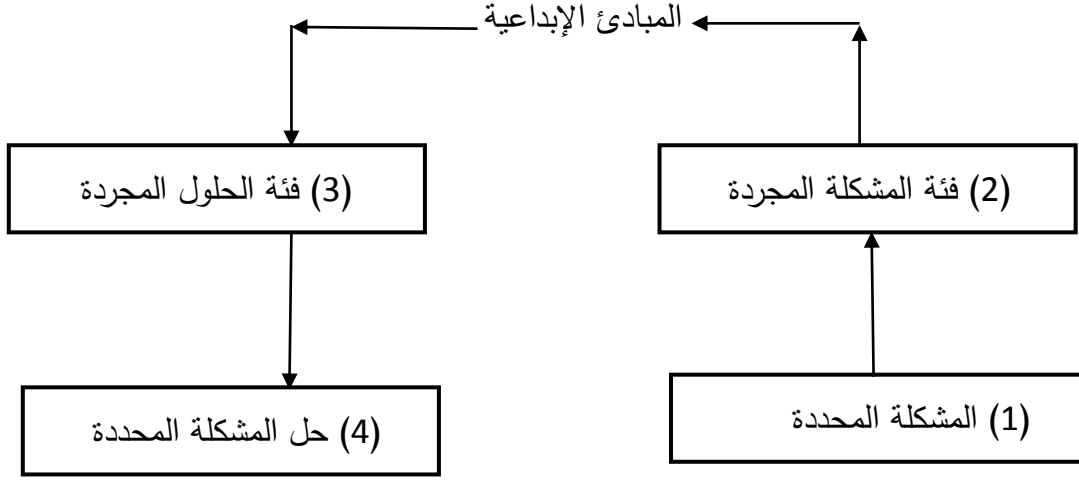 المبادئ الإبداعية
(2) فئة المشكلة المجردة
(3) فئة الحلول المجردة
(1) المشكلة المحددة
(4) حل المشكلة المحددة